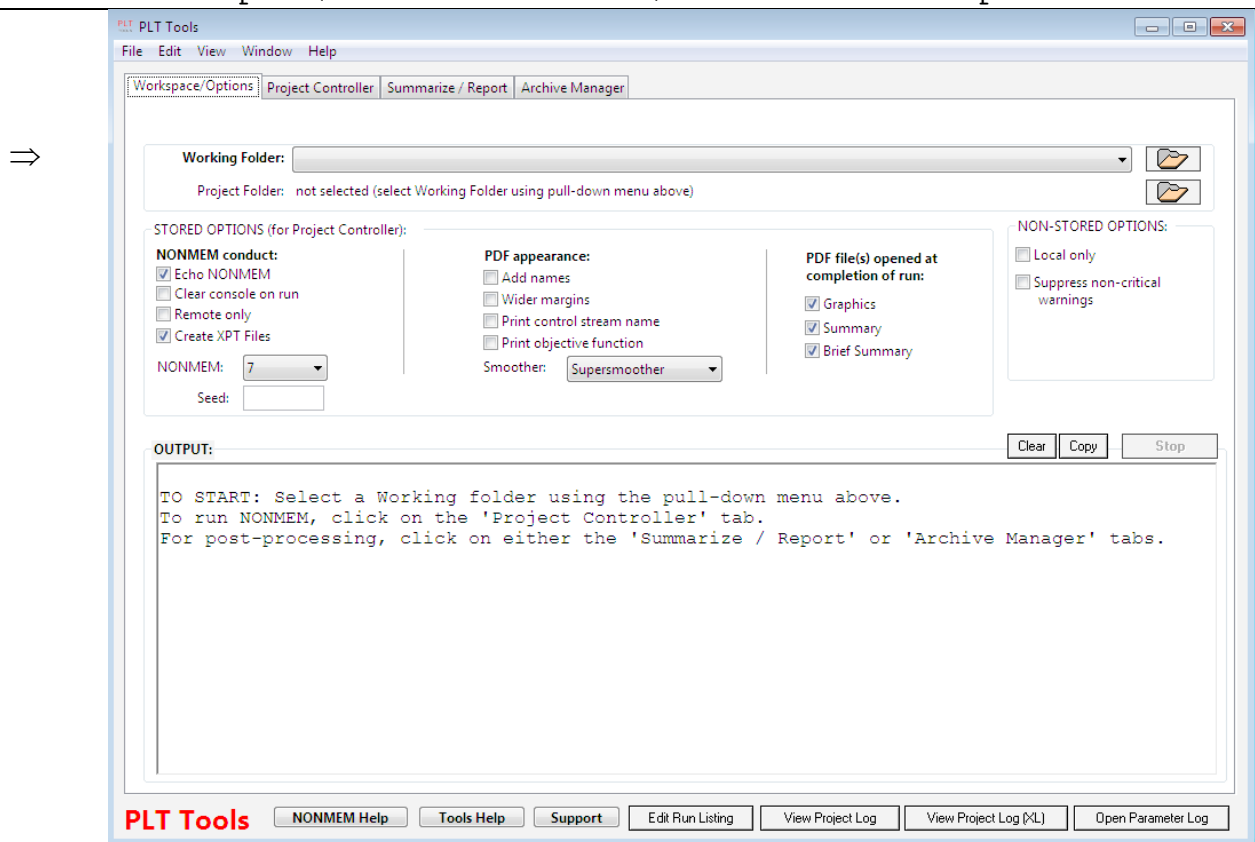 PLT PLT Tools
File Edit View Window Help
Workspace/Options Project Controller Summarize / Report Archive Manager
⇒
Working Folder:
Project Folder: not selected (select Working Folder using pull-down menu above)
STORED OPTIONS (for Project Controller):
NON-STORED OPTIONS:
NONMEM conduct:
Echo NONMEM
Clear console on run
Remote only
Create XPT Files
NONMEM: 7
Seed:
PDF appearance:
Add names
Wider margins
Print control stream name
Print objective function
Smoother: Supersmoother
PDF file(s) opened at
completion of run:
Graphics
Summary
Brief Summary
Local only
Suppress non-critical
warnings
OUTPUT:
Clear Copy Stop
TO START: Select a Working folder using the pull-down menu above.
To run NONMEM, click on the 'Project Controller' tab.
For post-processing, click on either the 'Summarize / Report' or 'Archive Manager' tabs.
PLT Tools NONMEM Help Tools Help Support Edit Run Listing View Project Log View Project Log (XL) Open Parameter Log